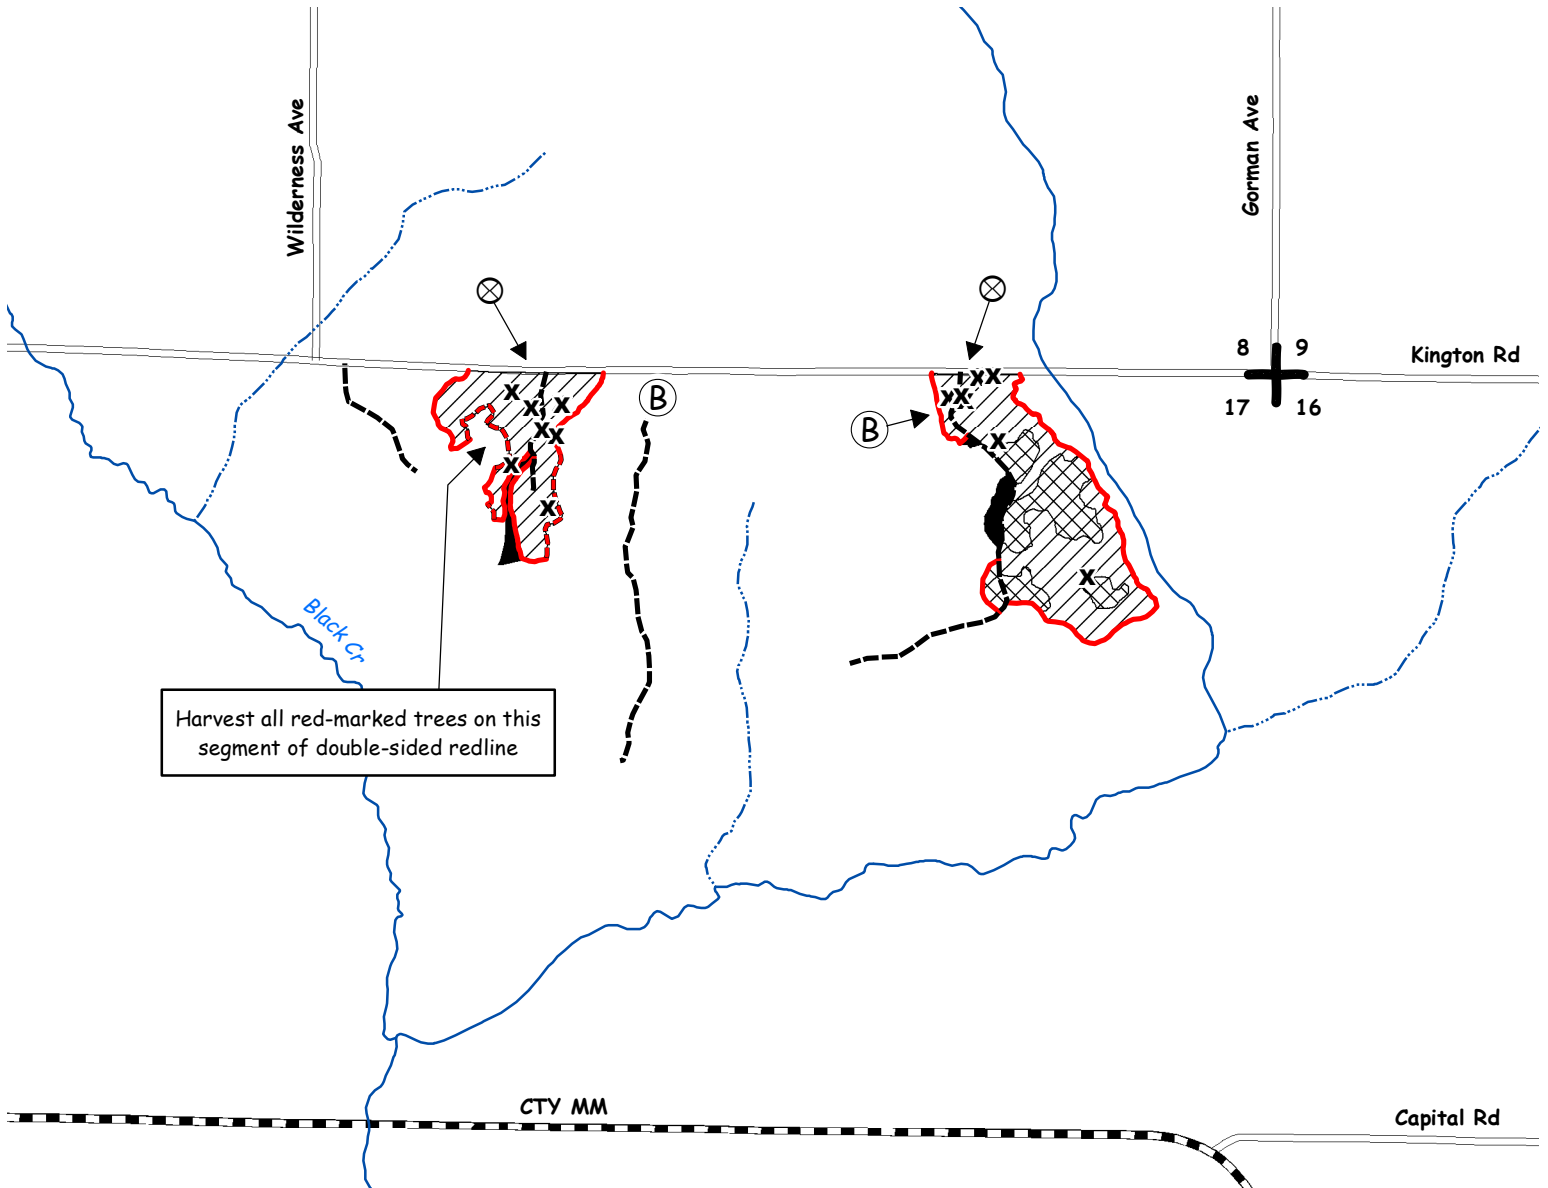 Wilderness Ave
Gorman Ave
8 9
Kington Rd
17 16
B
B
X
X
X
X
X
X
X
X
X
X
X
X
X
Black Cr
Harvest all red-marked trees on this
segment of double-sided redline
CTY MM
Capital Rd